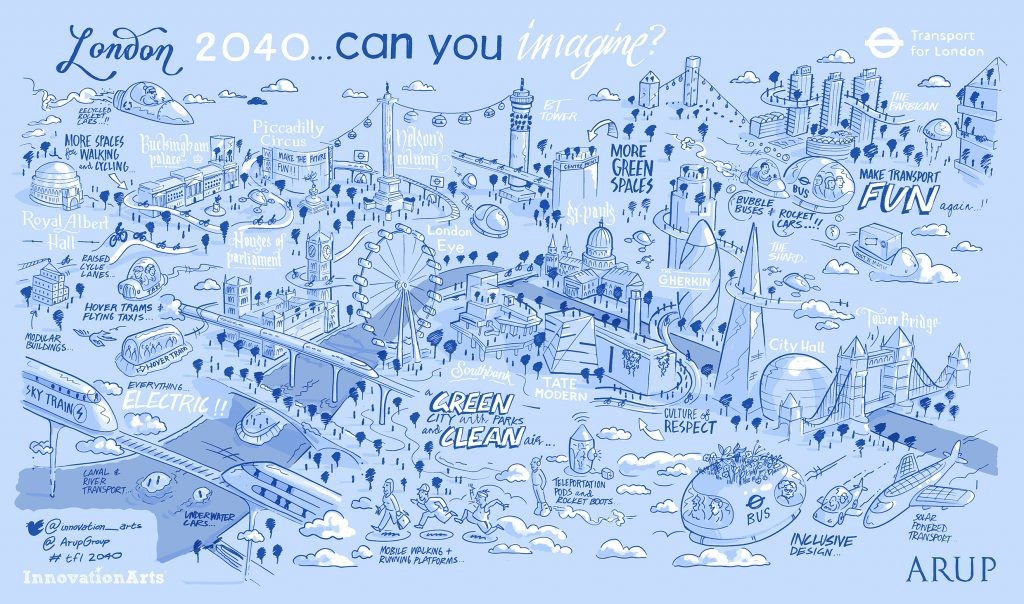 London 2040...can you imagine?
Transport
for London
RECYCLED
ROCKET
CARS..!!
MORE SPACES
for WALKING
and CYCLING...
Buckingham
palace
Piccadilly
Circus
MAKE THE FUTURE
FUN!!
Nelson's
column
BT
TOWER
CENTRE
MORE
GREEN
SPACES
THE
BARBICAN
BUS
BUBBLE
BUSES + ROCKET
CARS..!!
MAKE TRANSPORT
FUN
again...!'
Royal Albert
Hall
RAISED
CYCLE
LANES...
Houses of
parliament
London
Eye
St. pauls
THE
GHERKIN
THE
SHARD
HOVER TRAMS +
FLYING TAXIS...
MODULAR
BUILDINGS...
HOVER TRAM
Tower Bridge
City Hall
SKY TRAIN
EVERYTHING...
ELECTRIC!!
Southbank
TATE
MODERN
a GREEN
CITY with PARKS
and CLEAN air...
CULTURE of
RESPECT
CANAL &
RIVER
TRANSPORT...
UNDERWATER
CARS...
TELEPORTATION
PODS and
ROCKET BOOTS
BUS
MOBILE WALKING +
RUNNING PLATFORMS...
INCLUSIVE
DESIGN...
SOLAR
POWERED
TRANSPORT...
@innovation_arts
@ArupGroup
# tfl 2040
InnovationArts
ARUP